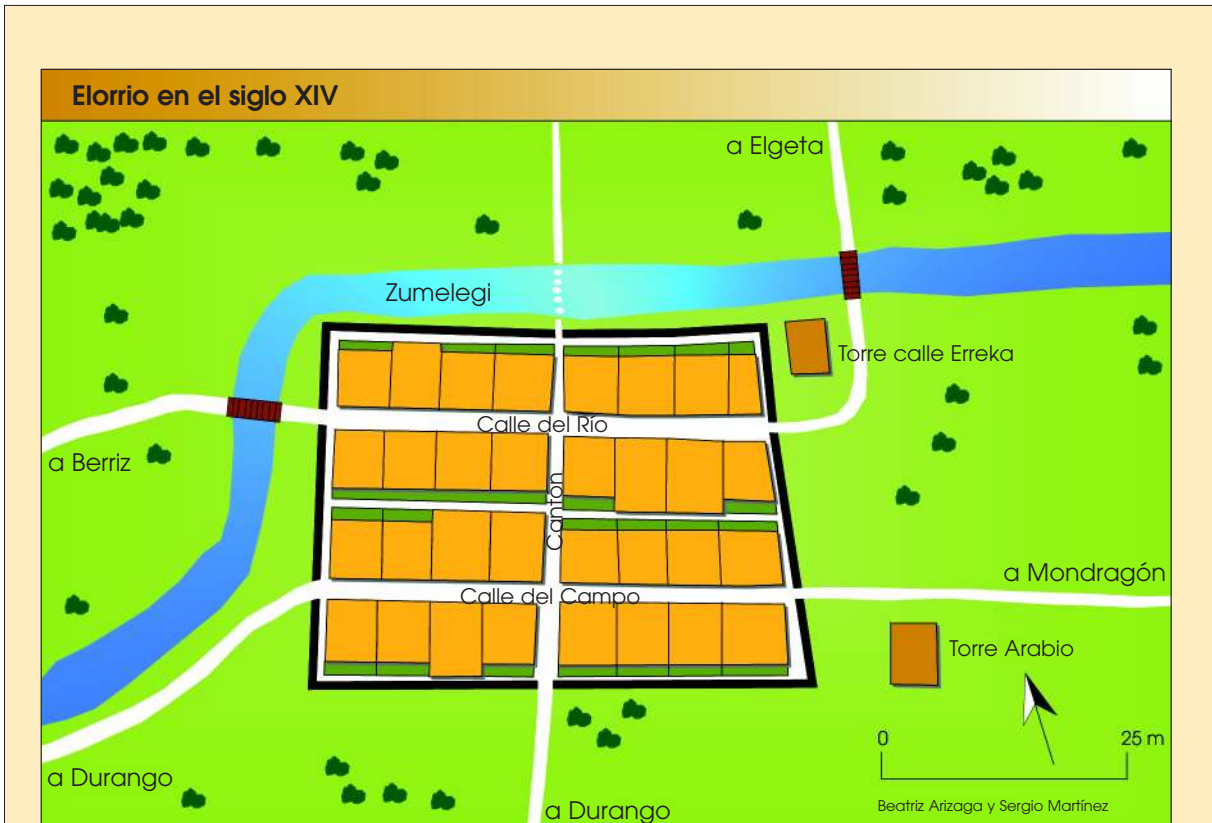 Elorrio en el siglo XIV
a Elgeta
Zumelegi
Torre calle Erreka
Calle del Río
a Berriz
Cantón
a Mondragón
Calle del Campo
Torre Arabio
0 25 m
a Durango
a Durango
Beatriz Arizaga y Sergio Martínez